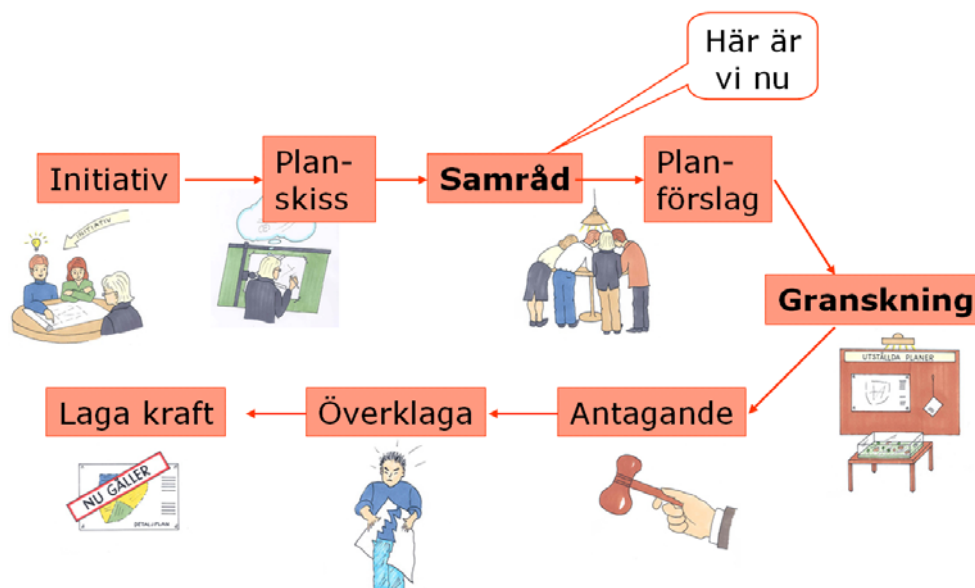 Här är
vi nu
Initiativ
Plan-
skiss
Samråd
Plan-
förslag
INITIATIV
Granskning
UTSTÄLLDA PLANER
Laga kraft
Överklaga
Antagande
NU GÄLLER
DETALJPLAN